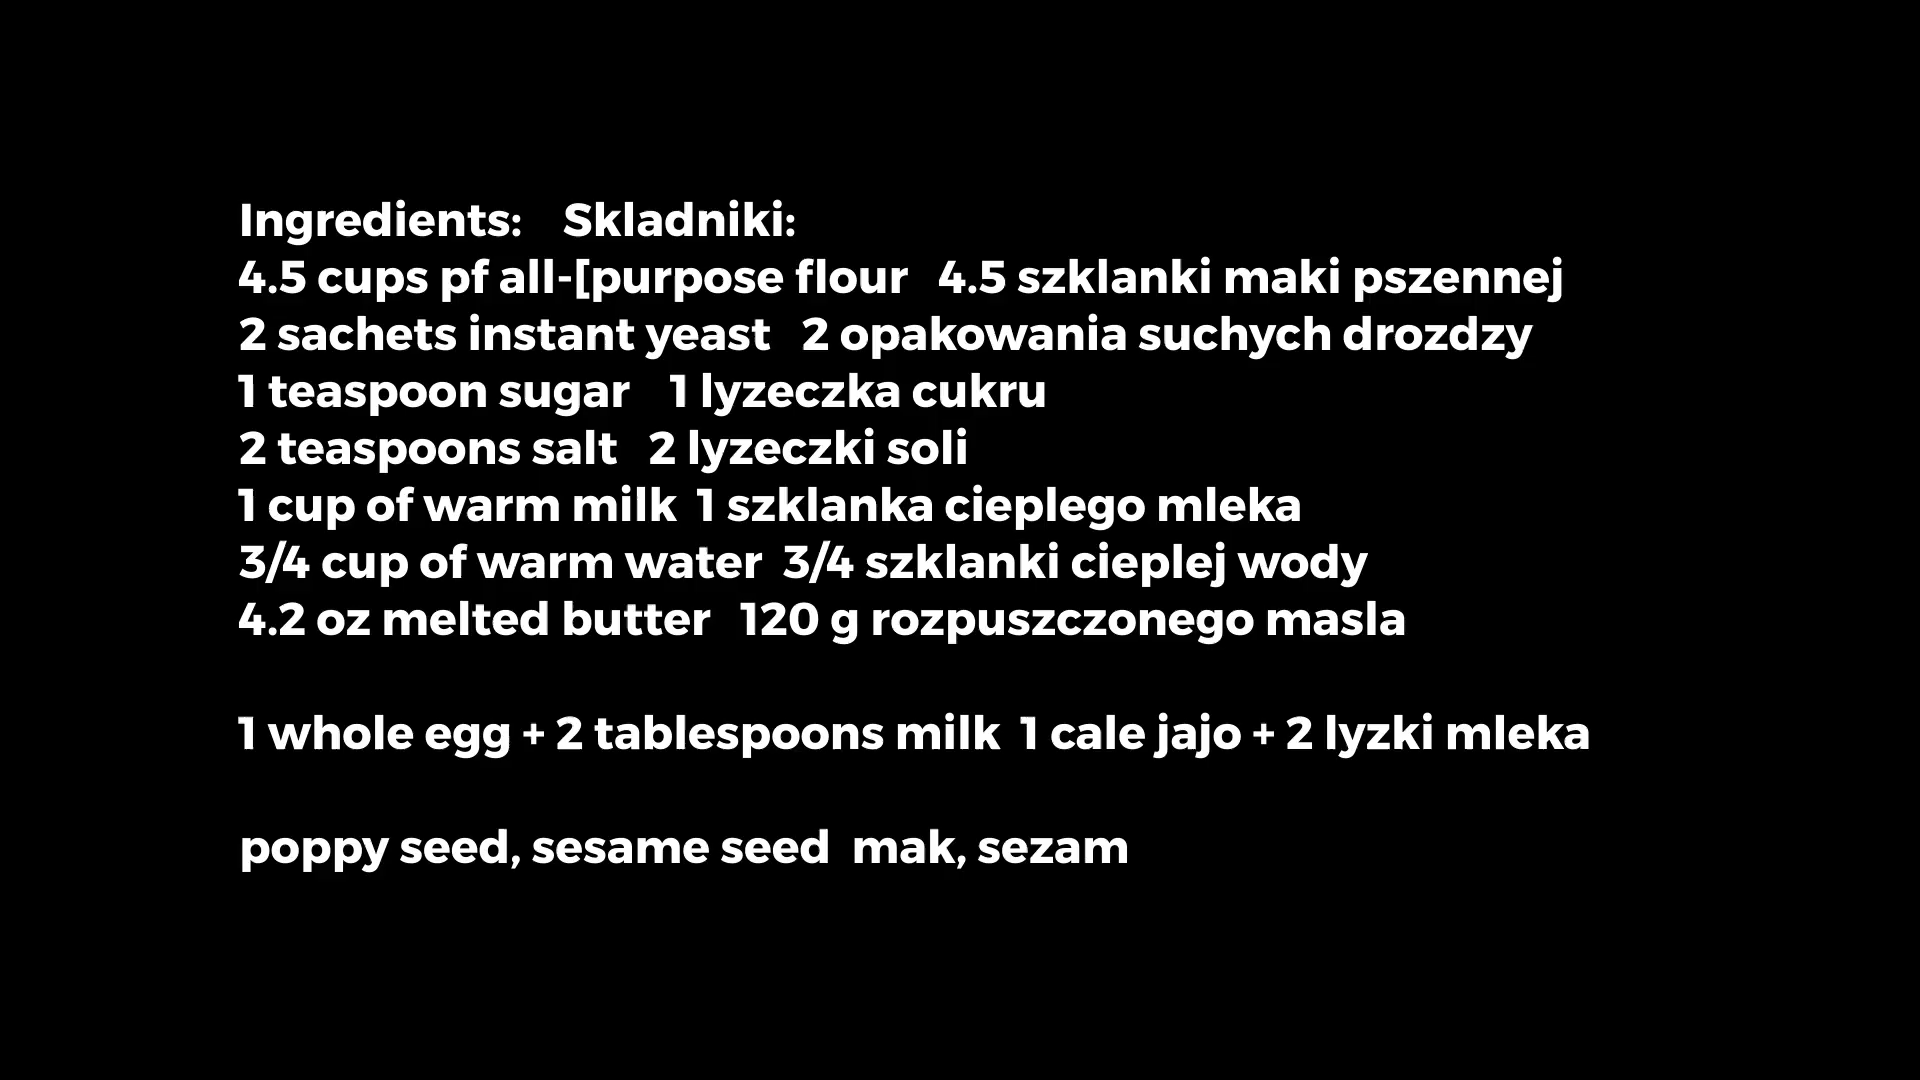 Ingredients: Skladniki:
4.5 cups pf all-[purpose flour 4.5 szklanki maki pszennej
2 sachets instant yeast 2 opakowania suchych drozdzy
1 teaspoon sugar 1 lyzeczka cukru
2 teaspoons salt 2 lyzeczki soli
1 cup of warm milk 1 szklanka cieplego mleka
3/4 cup of warm water 3/4 szklanki cieplej wody
4.2 oz melted butter 120 g rozpuszczonego masla
1 whole egg + 2 tablespoons milk 1 cale jajo + 2 lyzki mleka
poppy seed, sesame seed mak, sezam